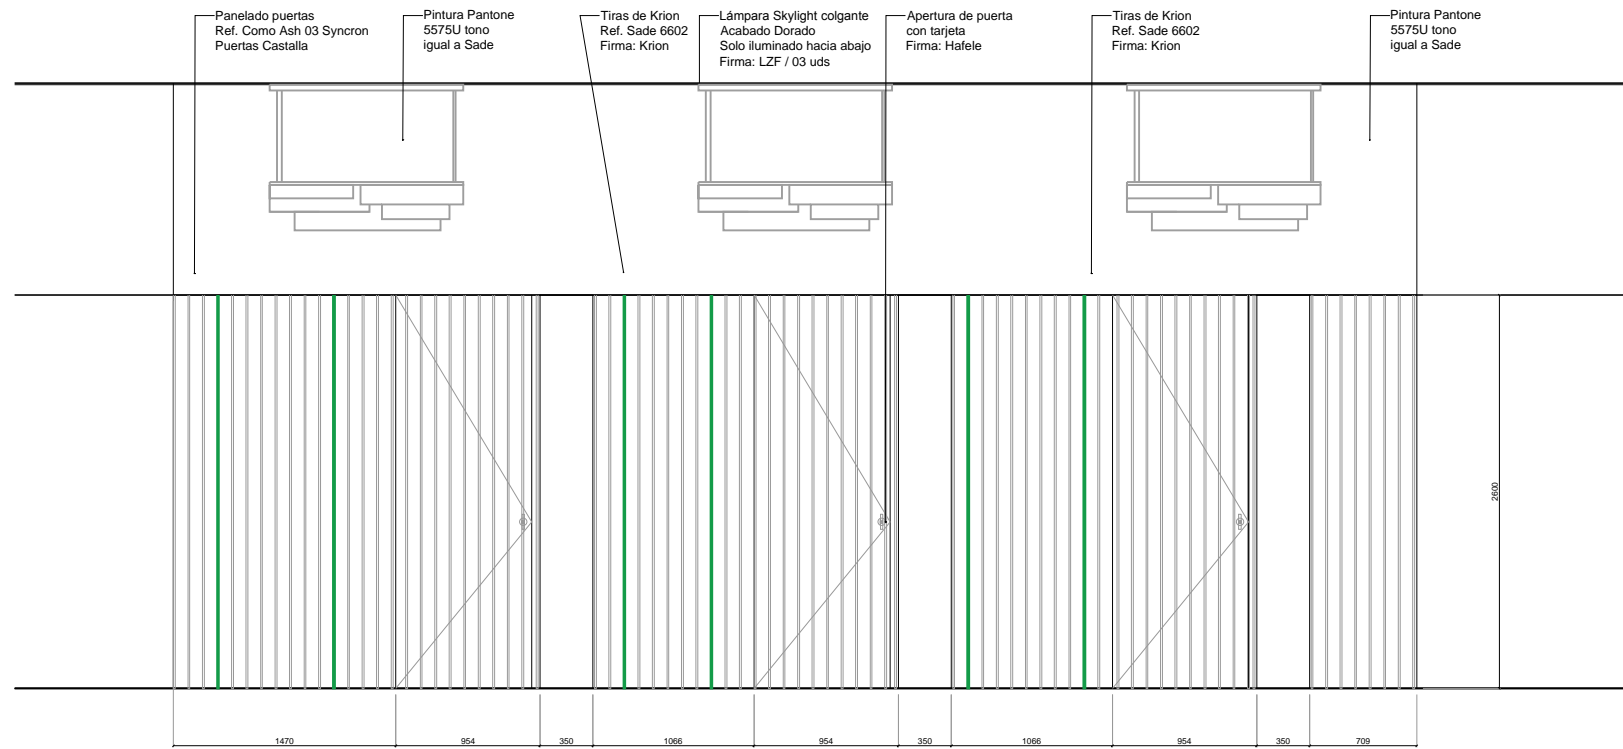 Panelado puertas
Ref. Como Ash 03 Syncron
Puertas Castalla
Pintura Pantone
5575U tono
igual a Sade
Tiras de Krion
Ref. Sade 6602
Firma: Krion
Lámpara Skylight colgante
Acabado Dorado
Solo iluminado hacia abajo
Firma: LZF / 03 uds
Apertura de puerta
con tarjeta
Firma: Hafele
Tiras de Krion
Ref. Sade 6602
Firma: Krion
Pintura Pantone
5575U tono
igual a Sade
2600
1470 954 350 1066 954 350 1066 954 350 709